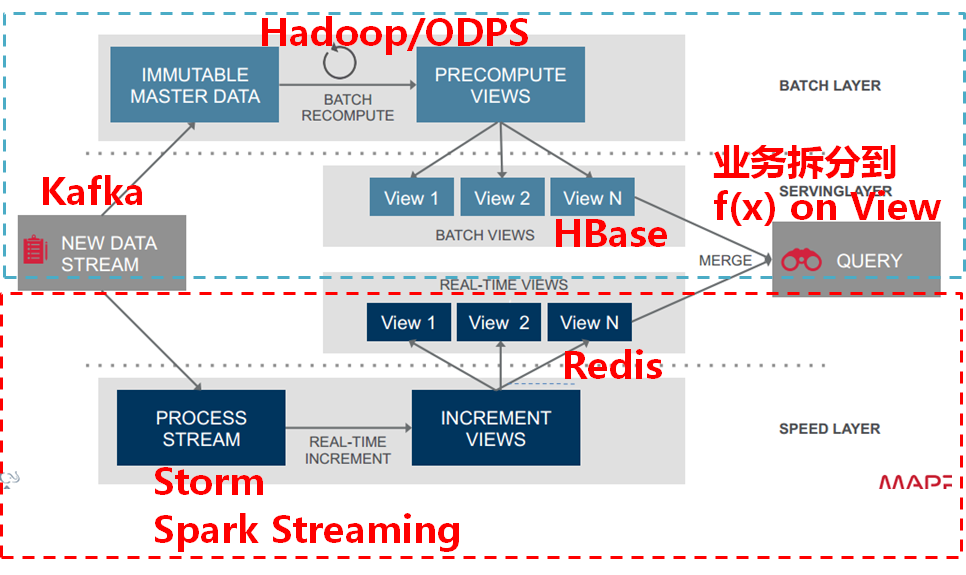 Hadoop/ODPS
IMMUTABLE
MASTER DATA
BATCH
RECOMPUTE
PRECOMPUTE
VIEWS
BATCH LAYER
Kafka
View 1
View 2
View N
BATCH VIEWS
HBase
业务拆分到
SERVINGLAYER
f(x) on View
NEW DATA
STREAM
MERGE
QUERY
REAL-TIME VIEWS
View 1
View 2
View N
Redis
PROCESS
STREAM
REAL-TIME
INCREMENT
INCREMENT
VIEWS
SPEED LAYER
Storm
Spark Streaming